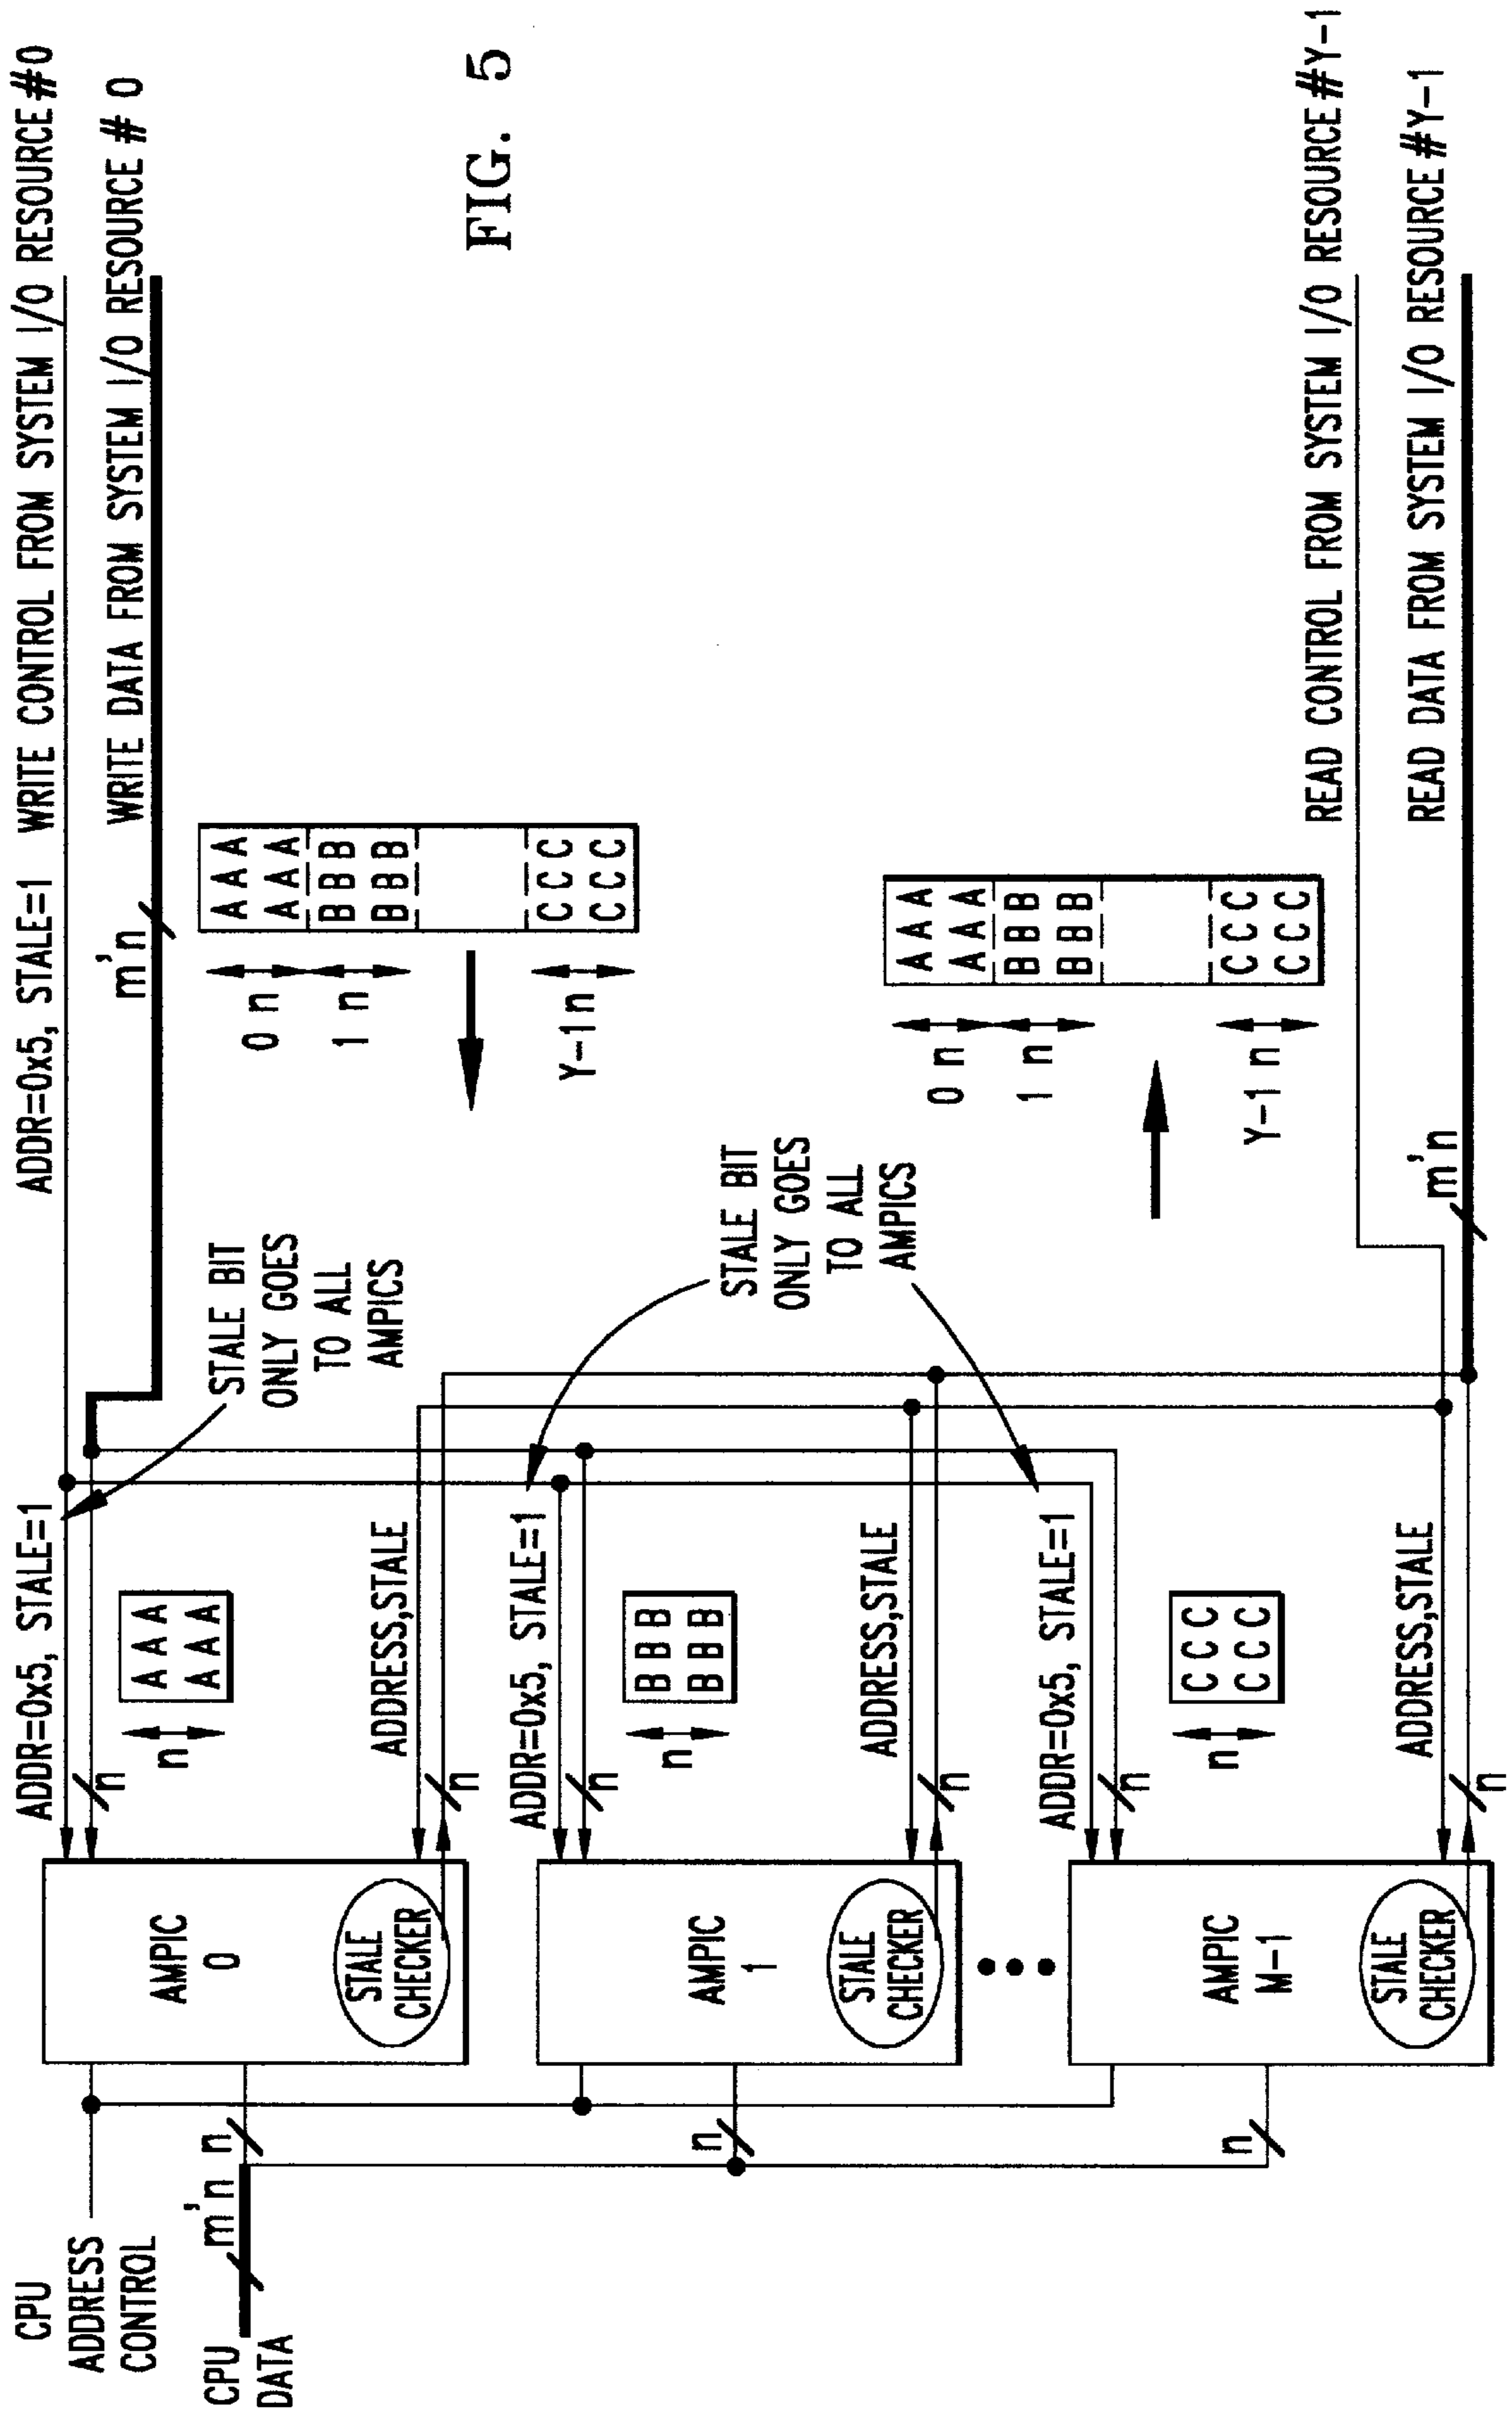 CPU
ADDRESS
CONTROL
CPU
DATA
m'n
n
n
n
AMPIC
0
STALE
CHECKER
AMPIC
1
STALE
CHECKER
AMPIC
M-1
STALE
CHECKER
ADDR=0x5, STALE=1
n
n
AAA
AAA
ADDRESS,STALE
n
ADDR=0x5, STALE=1
n
n
BBB
BBB
ADDRESS,STALE
n
ADDR=0x5, STALE=1
n
n
CCC
CCC
ADDRESS,STALE
n
STALE BIT
ONLY GOES
TO ALL
AMPICS
STALE BIT
ONLY GOES
TO ALL
AMPICS
ADDR=0x5, STALE=1 WRITE CONTROL FROM SYSTEM I/O RESOURCE #0
m'n WRITE DATA FROM SYSTEM I/O RESOURCE # 0
0 n
1 n
Y-1n
AAA
AAA
BBB
BBB
CCC
CCC
0 n
1 n
Y-1 n
AAA
AAA
BBB
BBB
CCC
CCC
READ CONTROL FROM SYSTEM I/O RESOURCE #Y-1
m'n READ DATA FROM SYSTEM I/O RESOURCE #Y-1
FIG. 5